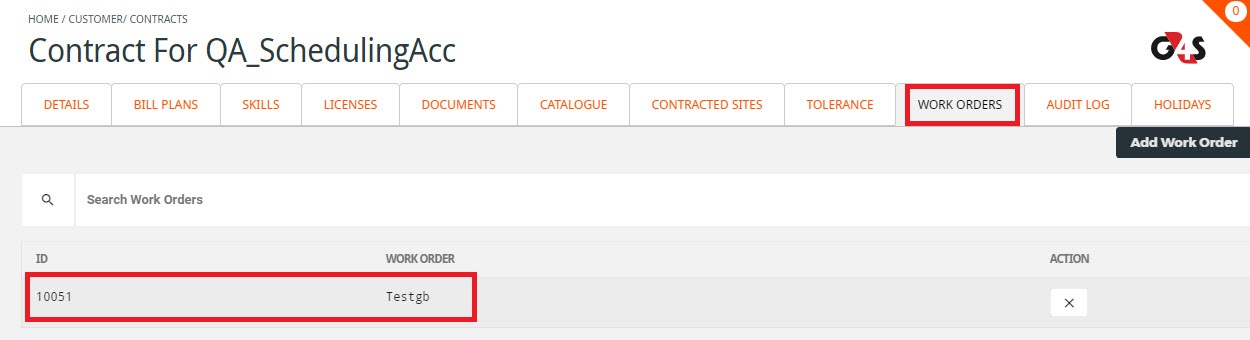 HOME / CUSTOMER/ CONTRACTS
0
Contract For QA_SchedulingAcc
G4S
DETAILS BILL PLANS SKILLS LICENSES DOCUMENTS CATALOGUE CONTRACTED SITES TOLERANCE WORK ORDERS AUDIT LOG HOLIDAYS
Add Work Order
Search Work Orders
ID WORK ORDER ACTION
10051 Testgb